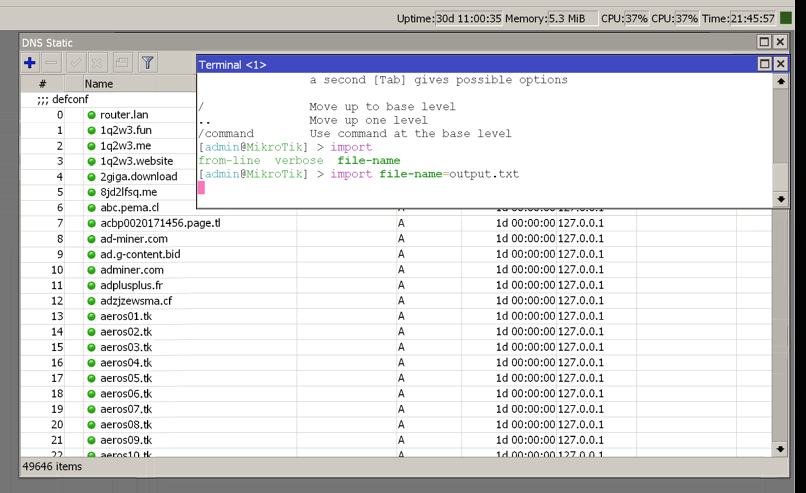 Uptime: 30d 11:00:35 Memory: 5.3 MiB CPU: 37% CPU: 37% Time: 21:45:57
DNS Static
Terminal <1>
a second [Tab] gives possible options
/ Move up to base level
.. Move up one level
/command Use command at the base level
[admin@MikroTik] > import
from-line verbose file-name
[admin@MikroTik] > import file-name=output.txt
# Name
;;; defconf
0 router.lan
1 1q2w3.fun
2 1q2w3.me
3 1q2w3.website
4 2giga.download
5 8jd2lfsq.me
6 abc.pema.cl A 1d 00:00:00 127.0.0.1
7 acbp0020171456.page.tl A 1d 00:00:00 127.0.0.1
8 ad-miner.com A 1d 00:00:00 127.0.0.1
9 ad.g-content.bid A 1d 00:00:00 127.0.0.1
10 adminer.com A 1d 00:00:00 127.0.0.1
11 adplusplus.fr A 1d 00:00:00 127.0.0.1
12 adzjzewsma.cf A 1d 00:00:00 127.0.0.1
13 aeros01.tk A 1d 00:00:00 127.0.0.1
14 aeros02.tk A 1d 00:00:00 127.0.0.1
15 aeros03.tk A 1d 00:00:00 127.0.0.1
16 aeros04.tk A 1d 00:00:00 127.0.0.1
17 aeros05.tk A 1d 00:00:00 127.0.0.1
18 aeros06.tk A 1d 00:00:00 127.0.0.1
19 aeros07.tk A 1d 00:00:00 127.0.0.1
20 aeros08.tk A 1d 00:00:00 127.0.0.1
21 aeros09.tk A 1d 00:00:00 127.0.0.1
22 aeros10.tk A 1d 00:00:00 127.0.0.1
49646 items